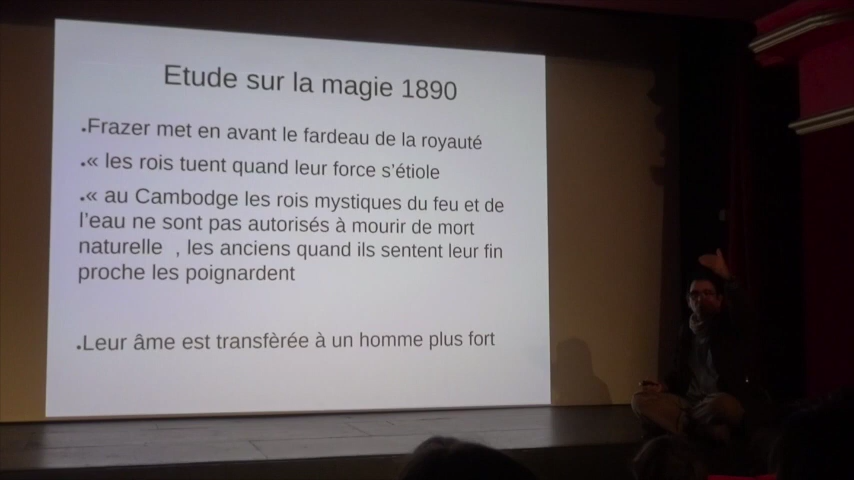 Etude sur la magie 1890
.Frazer met en avant le fardeau de la royauté
.« les rois tuent quand leur force s’étiole
.« au Cambodge les rois mystiques du feu et de
l’eau ne sont pas autorisés à mourir de mort
naturelle , les anciens quand ils sentent leur fin
proche les poignardent
.Leur âme est transfèrée à un homme plus fort